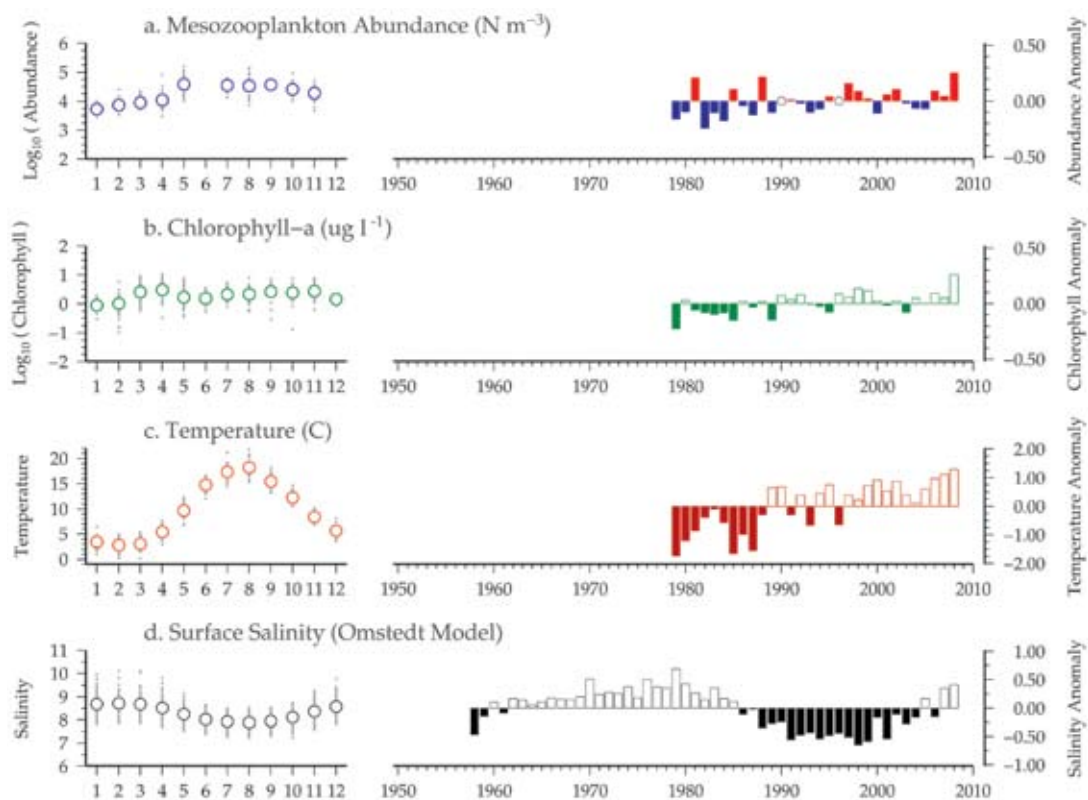 a. Mesozooplankton Abundance (N m⁻³)
Log₁₀ ( Abundance )
6
5
4
3
2
0.50
0.00
−0.50
Abundance Anomaly
1 2 3 4 5 6 7 8 9 10 11 12
1950 1960 1970 1980 1990 2000 2010
b. Chlorophyll–a (ug l⁻¹)
Log₁₀ ( Chlorophyll )
2
1
0
−1
−2
0.50
0.00
−0.50
Chlorophyll Anomaly
1 2 3 4 5 6 7 8 9 10 11 12
1950 1960 1970 1980 1990 2000 2010
c. Temperature (C)
Temperature
20
15
10
5
0
2.00
1.00
0.00
−1.00
−2.00
Temperature Anomaly
1 2 3 4 5 6 7 8 9 10 11 12
1950 1960 1970 1980 1990 2000 2010
d. Surface Salinity (Omstedt Model)
Salinity
11
10
9
8
7
6
1.00
0.50
0.00
−0.50
−1.00
Salinity Anomaly
1 2 3 4 5 6 7 8 9 10 11 12
1950 1960 1970 1980 1990 2000 2010